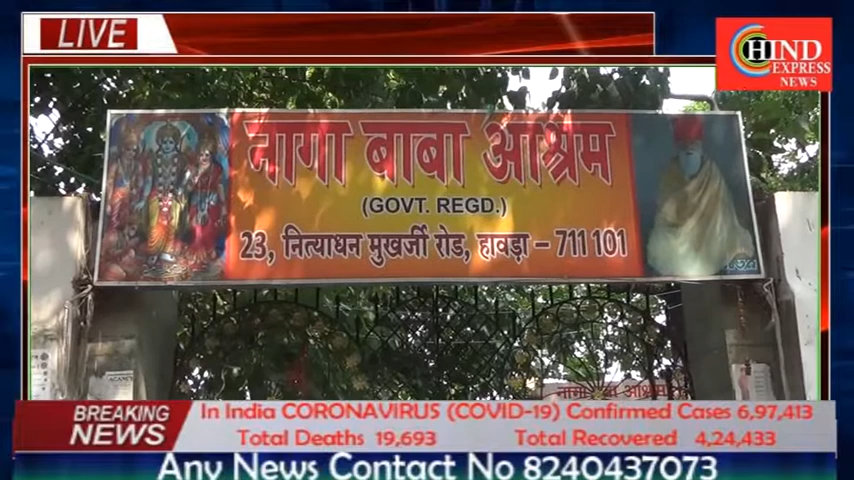 LIVE
HIND
EXPRESS
NEWS
नागा बाबा आश्रम
(GOVT. REGD.)
23, नित्याधन मुखर्जी रोड, हावड़ा - 711 101
BREAKING
NEWS
In India CORONAVIRUS (COVID-19) Confirmed Cases 6,97,413
Total Deaths 19,693 Total Recovered 4,24,433
Any News Contact No 8240437073